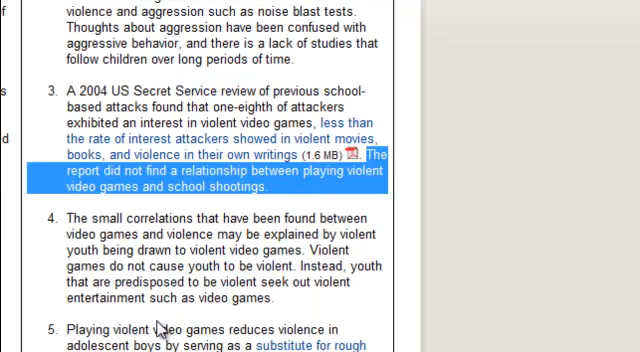 f
violence and aggression such as noise blast tests.
Thoughts about aggression have been confused with
aggressive behavior, and there is a lack of studies that
follow children over long periods of time.
s
3. A 2004 US Secret Service review of previous school-
based attacks found that one-eighth of attackers
exhibited an interest in violent video games, less than
ed the rate of interest attackers showed in violent movies,
books, and violence in their own writings (1.6 MB) . The
report did not find a relationship between playing violent
video games and school shootings.
4. The small correlations that have been found between
video games and violence may be explained by violent
youth being drawn to violent video games. Violent
games do not cause youth to be violent. Instead, youth
that are predisposed to be violent seek out violent
entertainment such as video games.
5. Playing violent video games reduces violence in
adolescent boys by serving as a substitute for rough